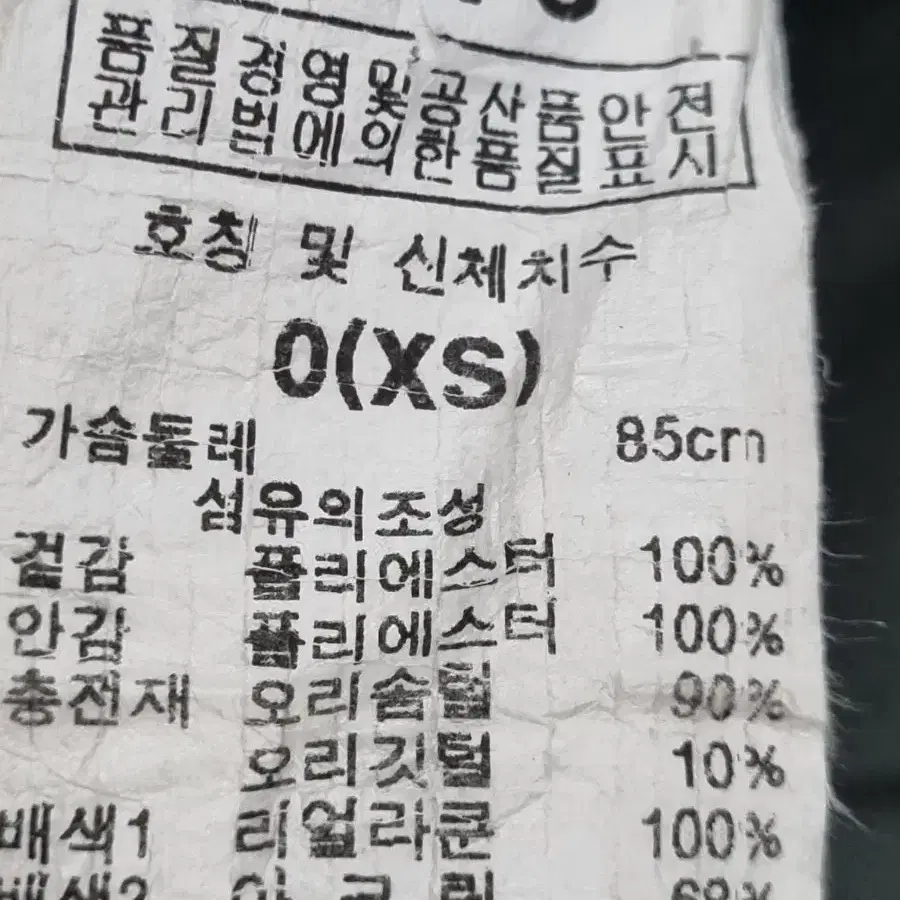 품질경영및공산품안전
관리법에의한품질표시
호칭 및 신체치수
0(XS)
가슴둘레 85cm
섬유의조성
겉감 폴리에스터 100%
안감 폴리에스터 100%
충전재 오리솜털 90%
오리깃털 10%
배색1 리얼라쿤 100%
배색2